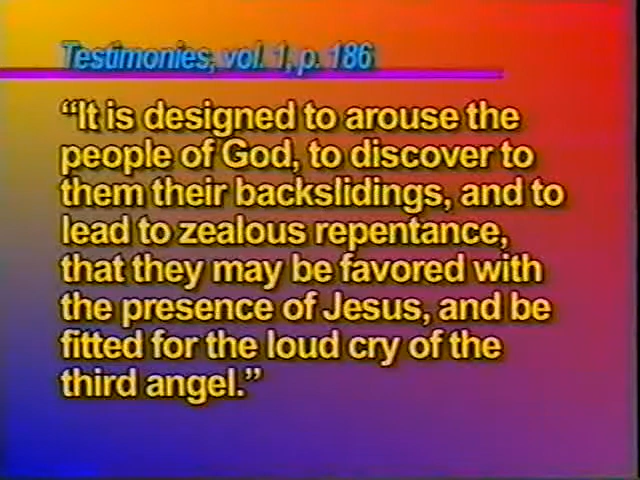 Testimonies, vol. 1, p. 186
“It is designed to arouse the
people of God, to discover to
them their backslidings, and to
lead to zealous repentance,
that they may be favored with
the presence of Jesus, and be
fitted for the loud cry of the
third angel.”